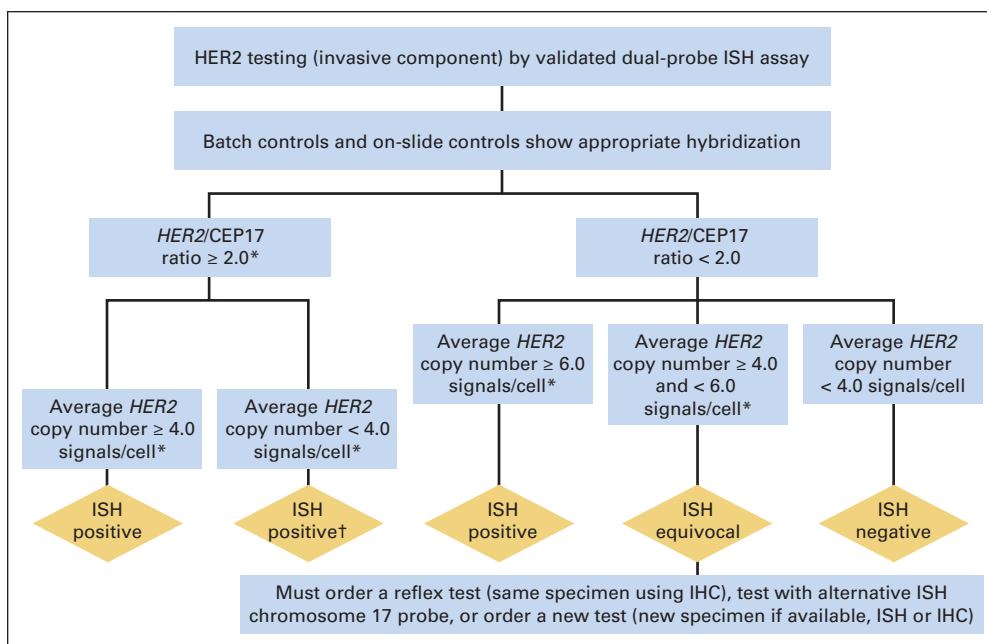 HER2 testing (invasive component) by validated dual-probe ISH assay
Batch controls and on-slide controls show appropriate hybridization
HER2/CEP17
ratio ≥ 2.0*
HER2/CEP17
ratio < 2.0
Average HER2
copy number ≥ 4.0
signals/cell*
Average HER2
copy number < 4.0
signals/cell*
Average HER2
copy number ≥ 6.0
signals/cell*
Average HER2
copy number ≥ 4.0
and < 6.0
signals/cell*
Average HER2
copy number
< 4.0 signals/cell
ISH
positive
ISH
positive†
ISH
positive
ISH
equivocal
ISH
negative
Must order a reflex test (same specimen using IHC), test with alternative ISH
chromosome 17 probe, or order a new test (new specimen if available, ISH or IHC)